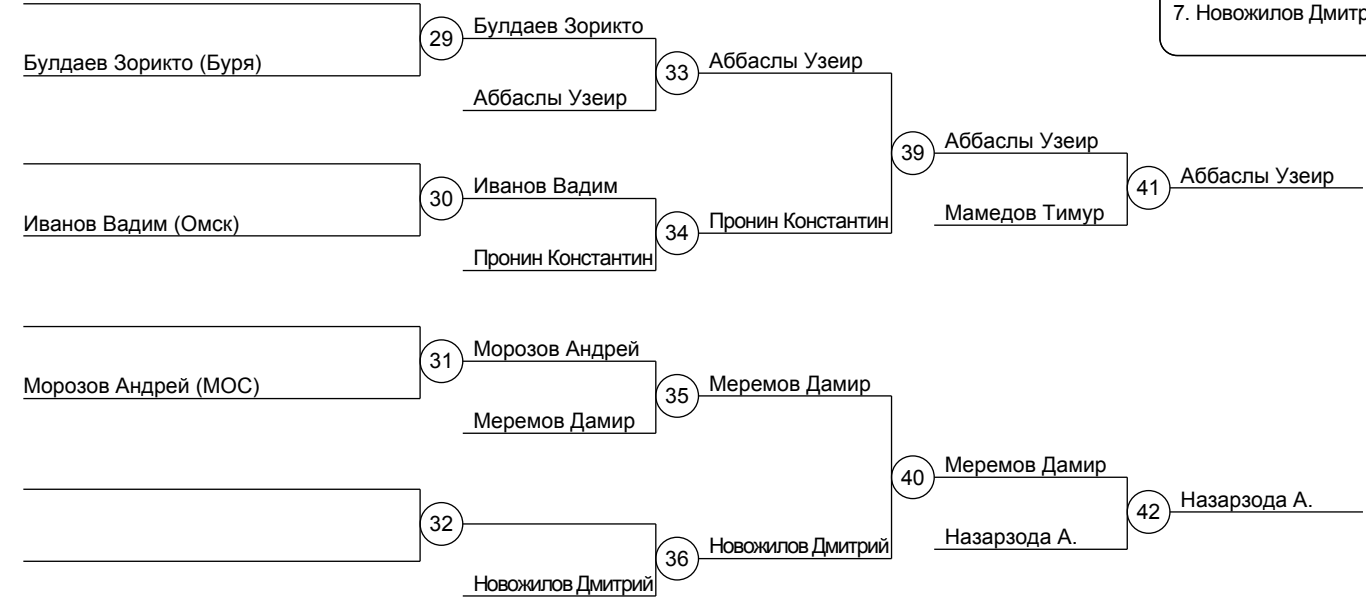 7. Новожилов Дмитр
29
Булдаев Зорикто
Булдаев Зорикто (Буря)
33
Аббаслы Узеир
Аббаслы Узеир
39
Аббаслы Узеир
30
Иванов Вадим
41
Аббаслы Узеир
Иванов Вадим (Омск)
34
Пронин Константин
Мамедов Тимур
Пронин Константин
31
Морозов Андрей
Морозов Андрей (МОС)
35
Меремов Дамир
Меремов Дамир
40
Меремов Дамир
32
42
Назарзода А.
36
Новожилов Дмитрий
Назарзода А.
Новожилов Дмитрий